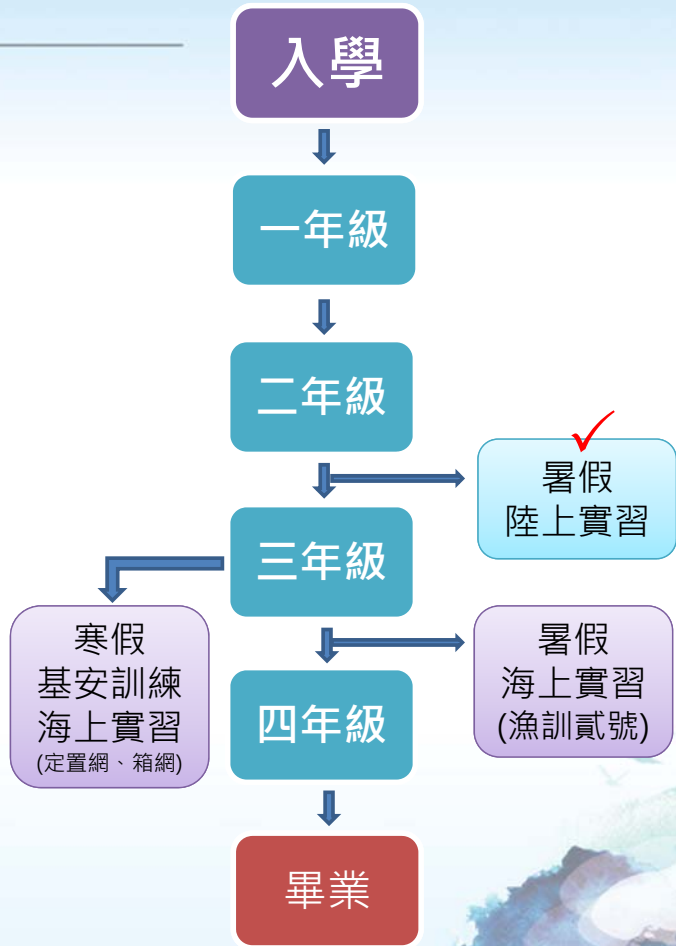 入學
一年級
二年級
暑假
陸上實習
三年級
寒假
基安訓練
海上實習
(定置網、箱網)
暑假
海上實習
(漁訓貳號)
四年級
畢業